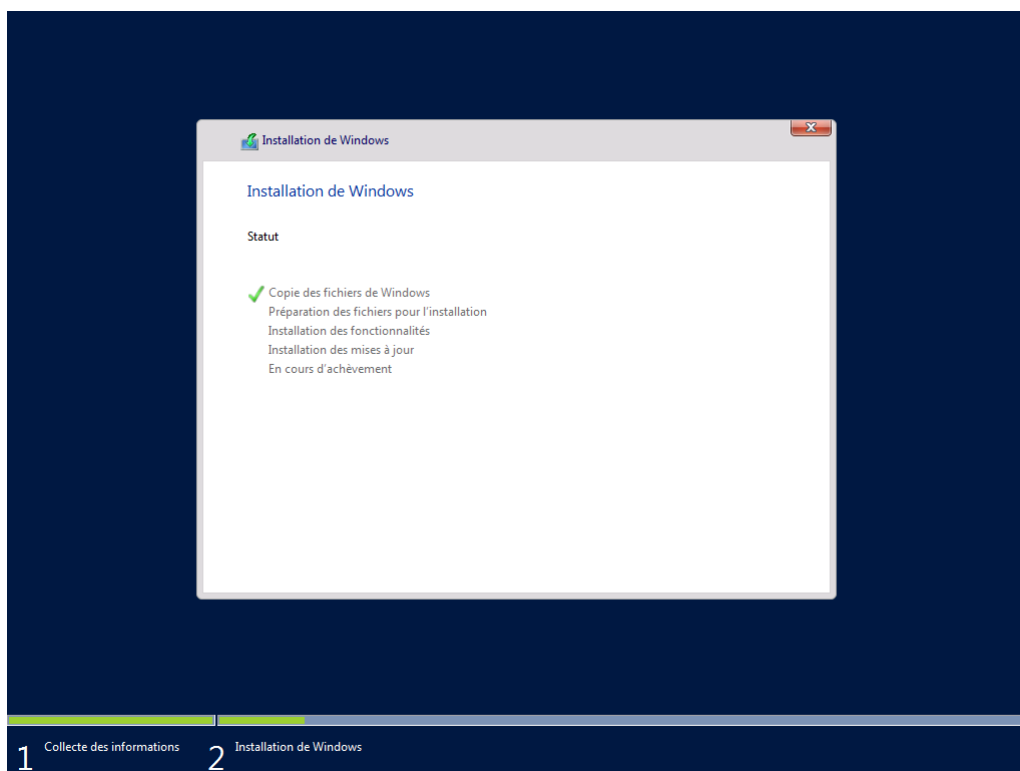 Installation de Windows
Installation de Windows
Statut
Copie des fichiers de Windows
Préparation des fichiers pour l'installation
Installation des fonctionnalités
Installation des mises à jour
En cours d'achèvement
1 Collecte des informations 2 Installation de Windows